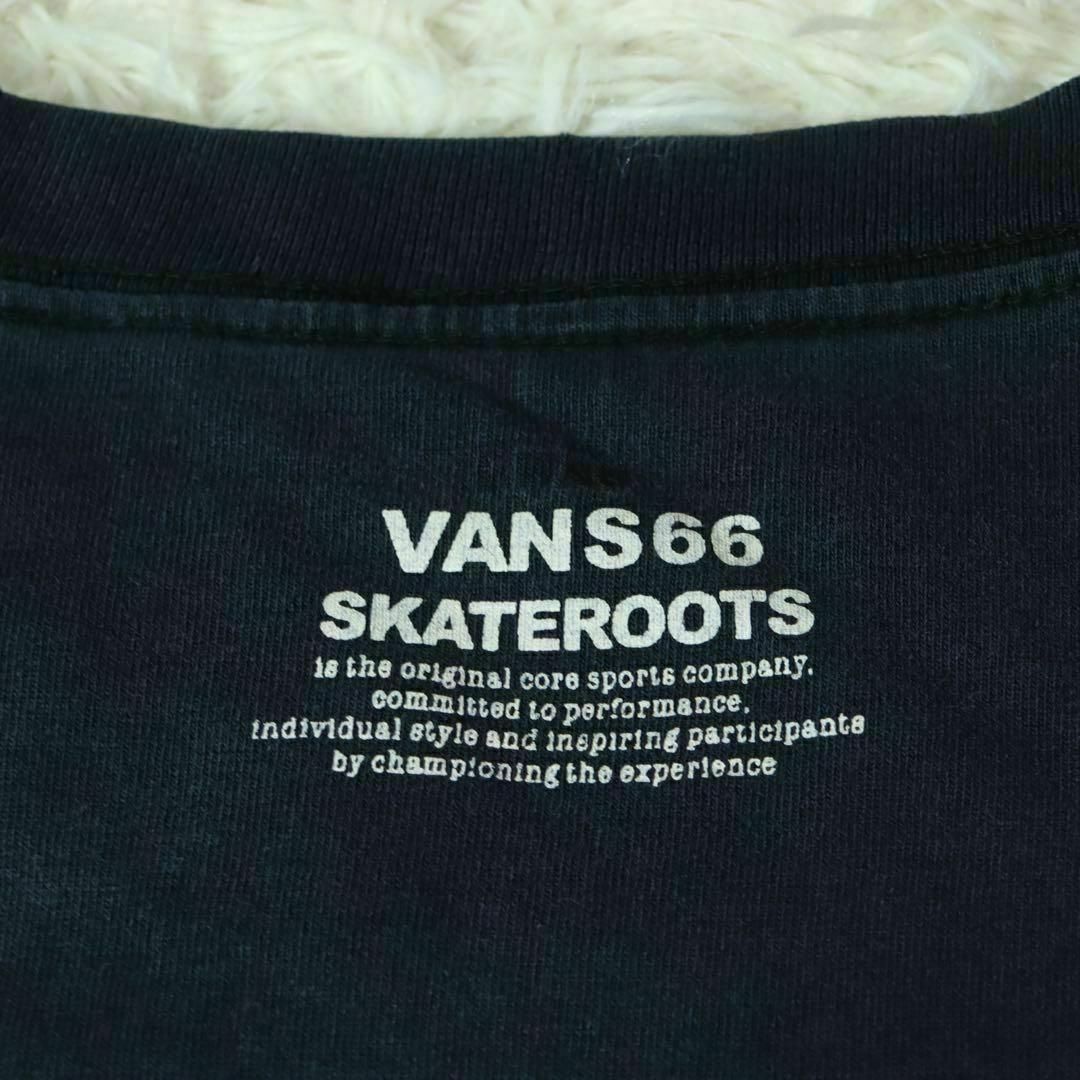 VANS66
SKATEROOTS
is the original core sports company.
committed to performance.
individual style and inspiring participants
by championing the experience